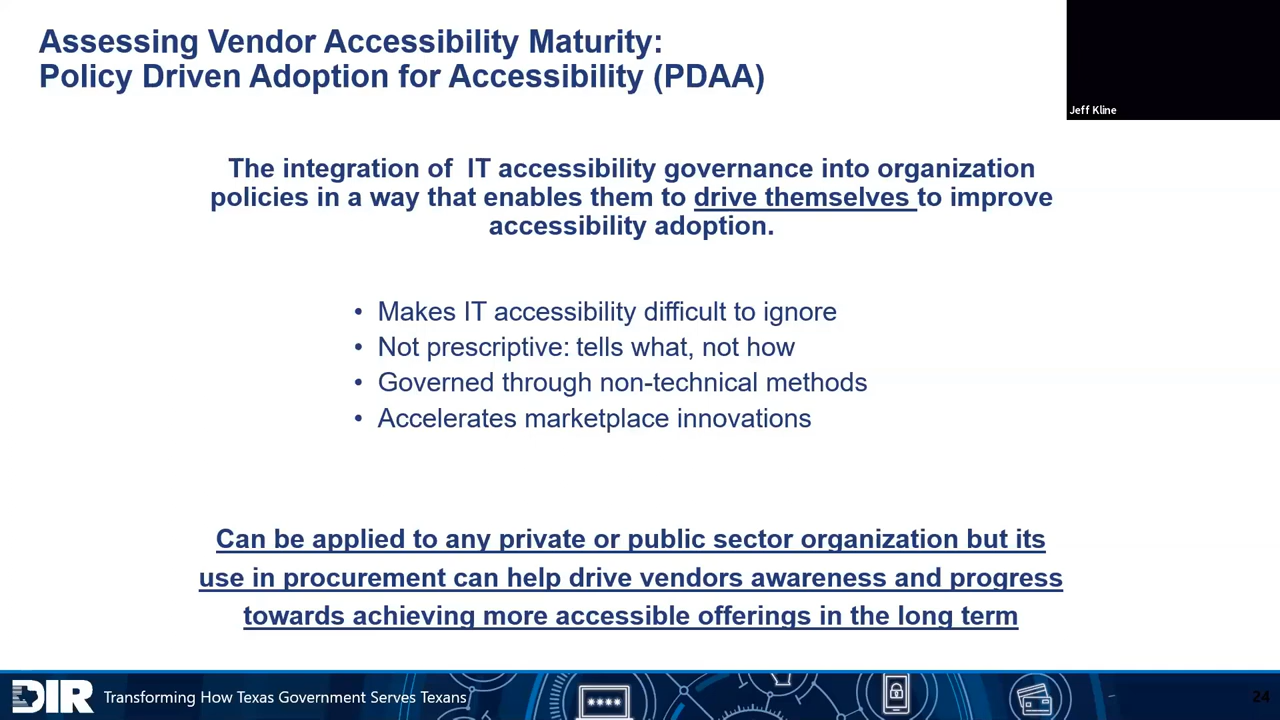 Assessing Vendor Accessibility Maturity:
Policy Driven Adoption for Accessibility (PDAA)
Jeff Kline
The integration of  IT accessibility governance into organization
policies in a way that enables them to drive themselves to improve
accessibility adoption.
• Makes IT accessibility difficult to ignore
• Not prescriptive: tells what, not how
• Governed through non-technical methods
• Accelerates marketplace innovations
Can be applied to any private or public sector organization but its
use in procurement can help drive vendors awareness and progress
towards achieving more accessible offerings in the long term
DIR Transforming How Texas Government Serves Texans
****
24